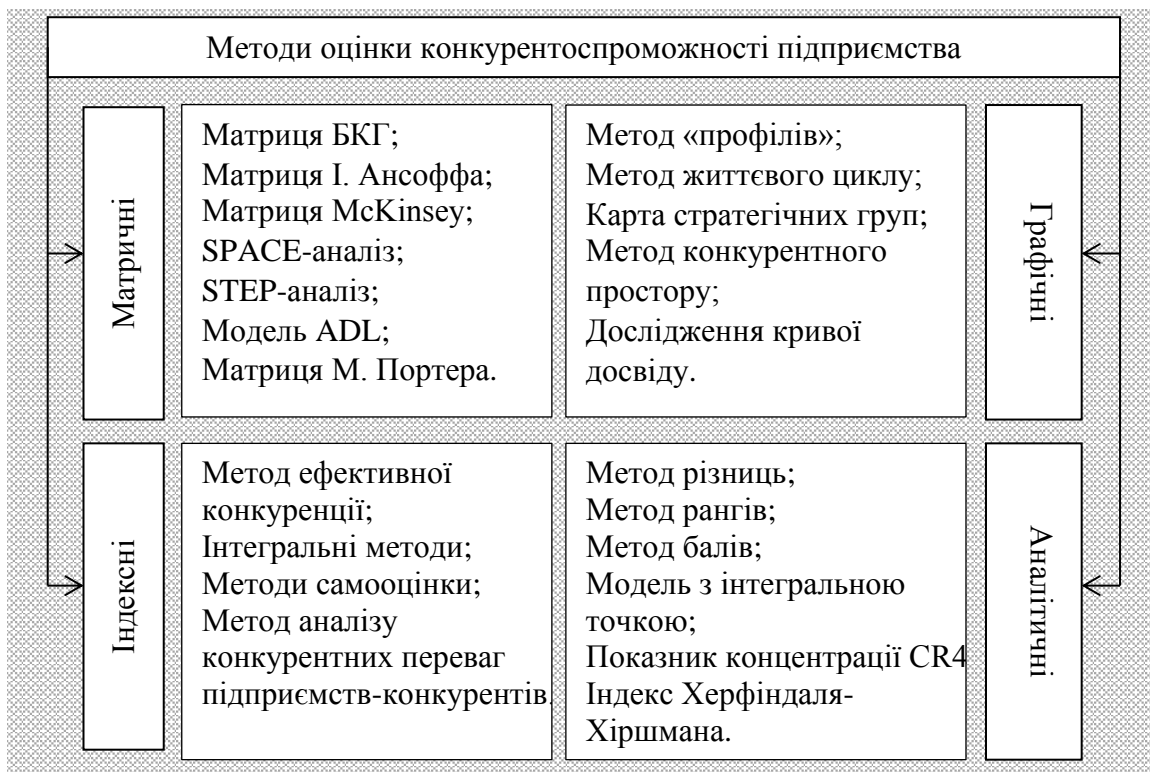 Методи оцінки конкурентоспроможності підприємства
Матричні
Матриця БКГ;
Матриця І. Ансоффа;
Матриця McKinsey;
SPACE-аналіз;
STEP-аналіз;
Модель ADL;
Матриця М. Портера.
Метод «профілів»;
Метод життєвого циклу;
Карта стратегічних груп;
Метод конкурентного
простору;
Дослідження кривої
досвіду.
Графічні
Індексні
Метод ефективної
конкуренції;
Інтегральні методи;
Методи самооцінки;
Метод аналізу
конкурентних переваг
підприємств-конкурентів.
Метод різниць;
Метод рангів;
Метод балів;
Модель з інтегральною
точкою;
Показник концентрації CR4
Індекс Херфіндаля-
Хіршмана.
Аналітичні